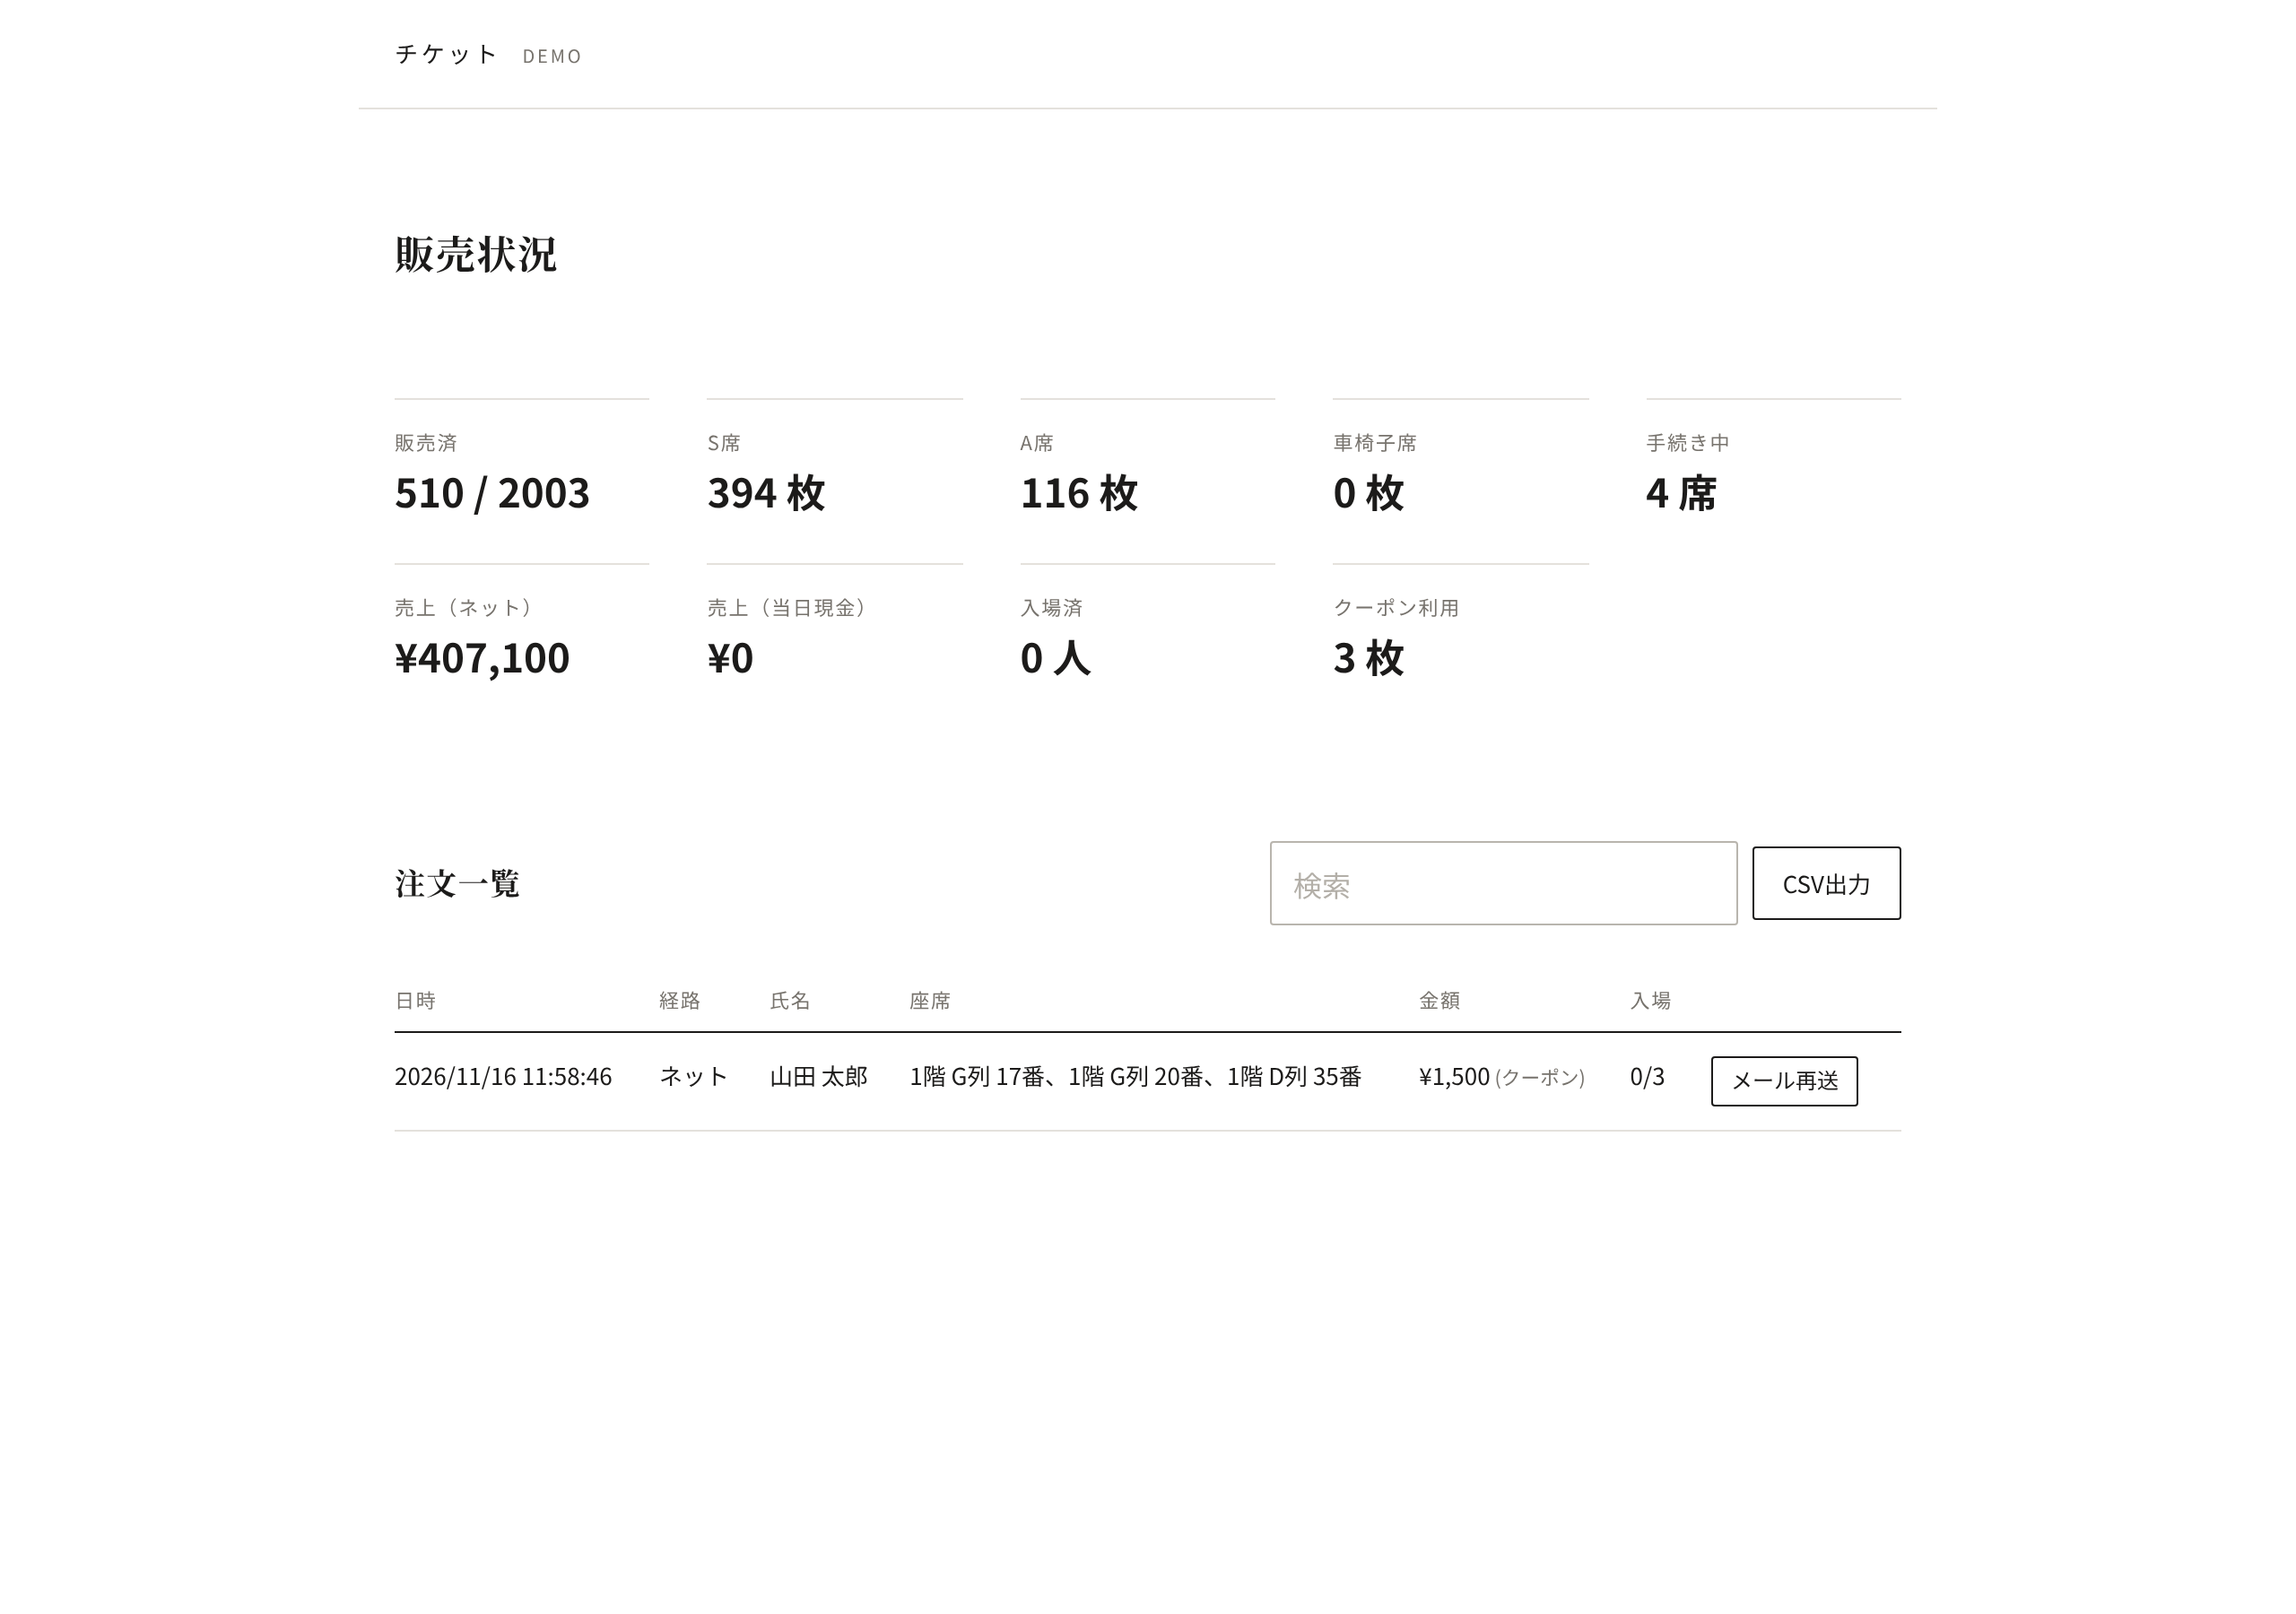 チケット DEMO
販売状況
販売済 S席 A席 車椅子席 手続き中
510 / 2003 394 枚 116 枚 0 枚 4 席
売上（ネット） 売上（当日現金） 入場済 クーポン利用
¥407,100 ¥0 0 人 3 枚
注文一覧 検索 CSV出力
日時 経路 氏名 座席 金額 入場
2026/11/16 11:58:46 ネット 山田 太郎 1階 G列 17番、1階 G列 20番、1階 D列 35番 ¥1,500 (クーポン) 0/3 メール再送